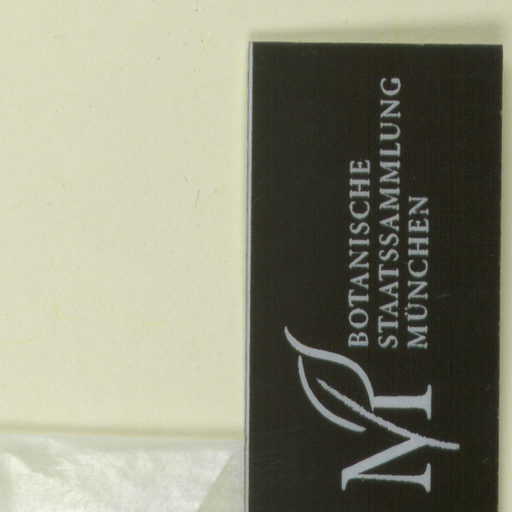 BOTANISCHE
STAATSSAMMLUNG
MÜNCHEN
M